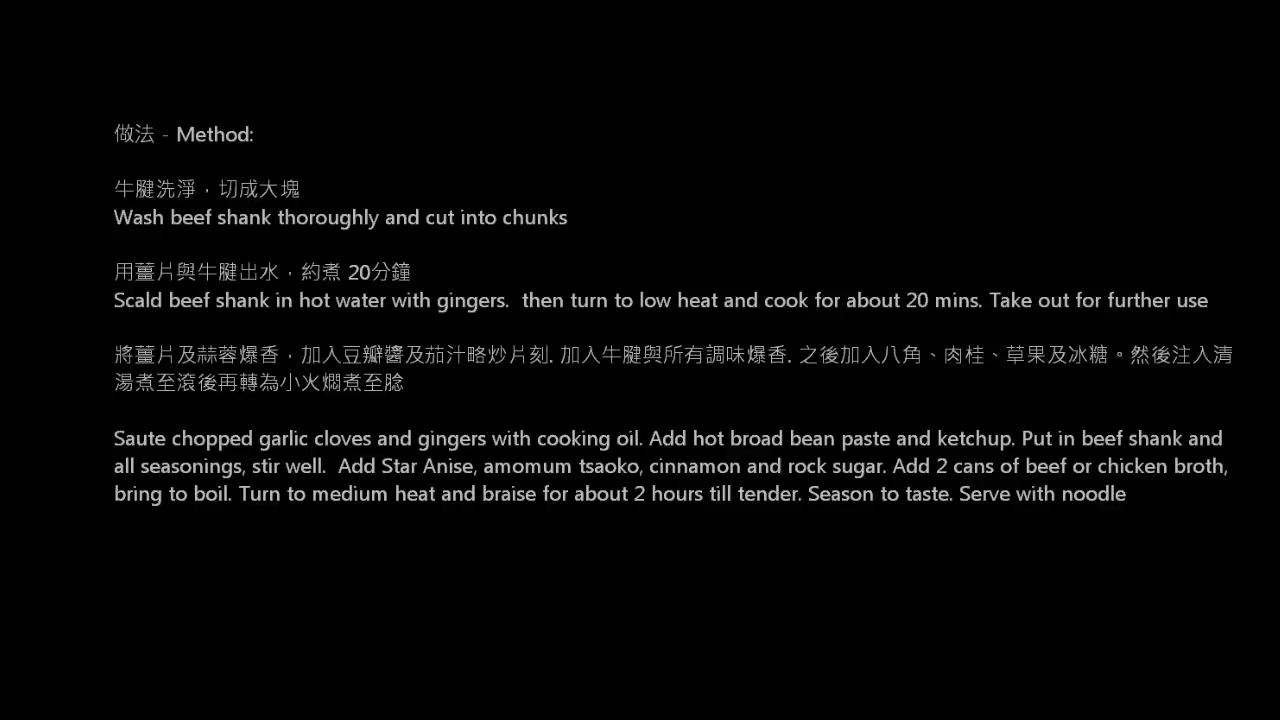 做法 - Method:
牛腱洗淨，切成大塊
Wash beef shank thoroughly and cut into chunks
用薑片與牛腱出水，約煮 20分鐘
Scald beef shank in hot water with gingers.  then turn to low heat and cook for about 20 mins. Take out for further use
將薑片及蒜蓉爆香，加入豆瓣醬及茄汁略炒片刻. 加入牛腱與所有調味爆香. 之後加入八角、肉桂、草果及冰糖。然後注入清
湯煮至滾後再轉為小火燜煮至腍
Saute chopped garlic cloves and gingers with cooking oil. Add hot broad bean paste and ketchup. Put in beef shank and
all seasonings, stir well.  Add Star Anise, amomum tsaoko, cinnamon and rock sugar. Add 2 cans of beef or chicken broth,
bring to boil. Turn to medium heat and braise for about 2 hours till tender. Season to taste. Serve with noodle